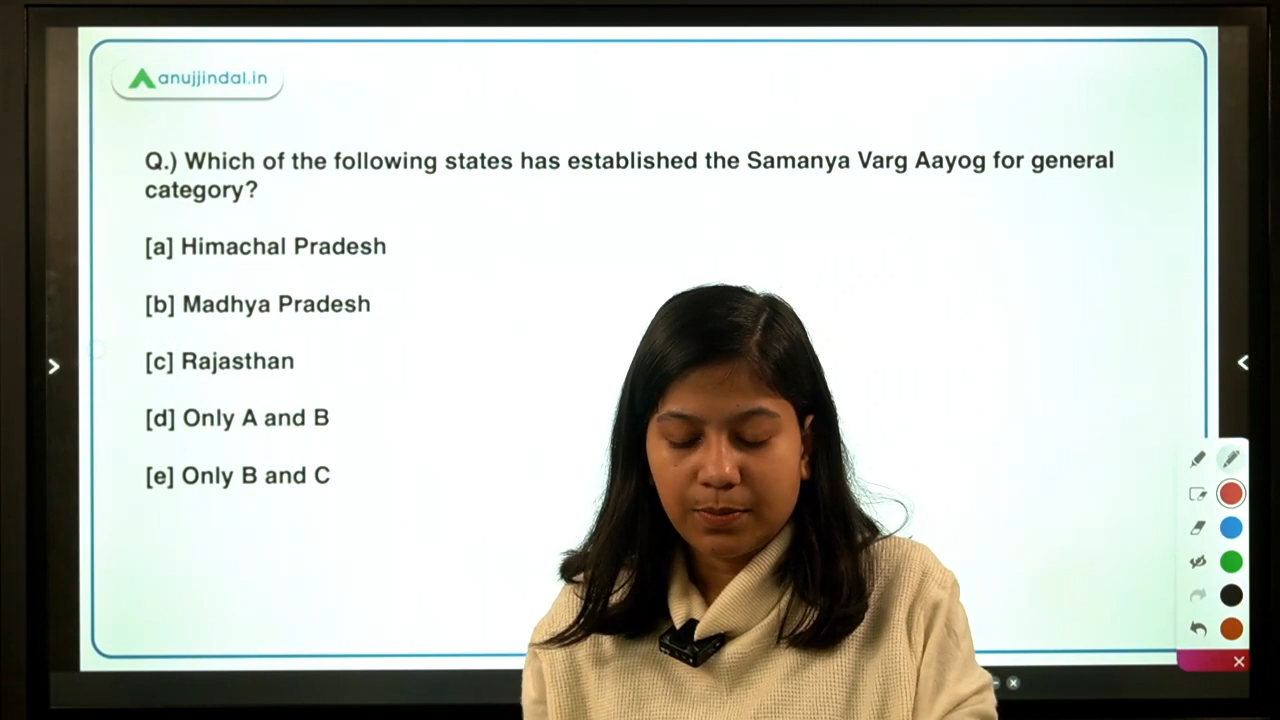 anujjindal.in
Q.) Which of the following states has established the Samanya Varg Aayog for general
category?
[a] Himachal Pradesh
[b] Madhya Pradesh
[c] Rajasthan
[d] Only A and B
[e] Only B and C